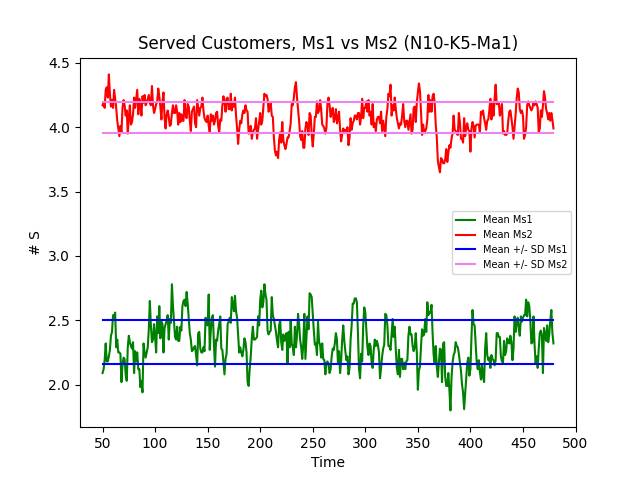 Served Customers, Ms1 vs Ms2 (N10-K5-Ma1)
4.5
4.0
3.5
3.0
2.5
2.0
# S
Mean Ms1
Mean Ms2
Mean +/- SD Ms1
Mean +/- SD Ms2
50 100 150 200 250 300 350 400 450 500
Time